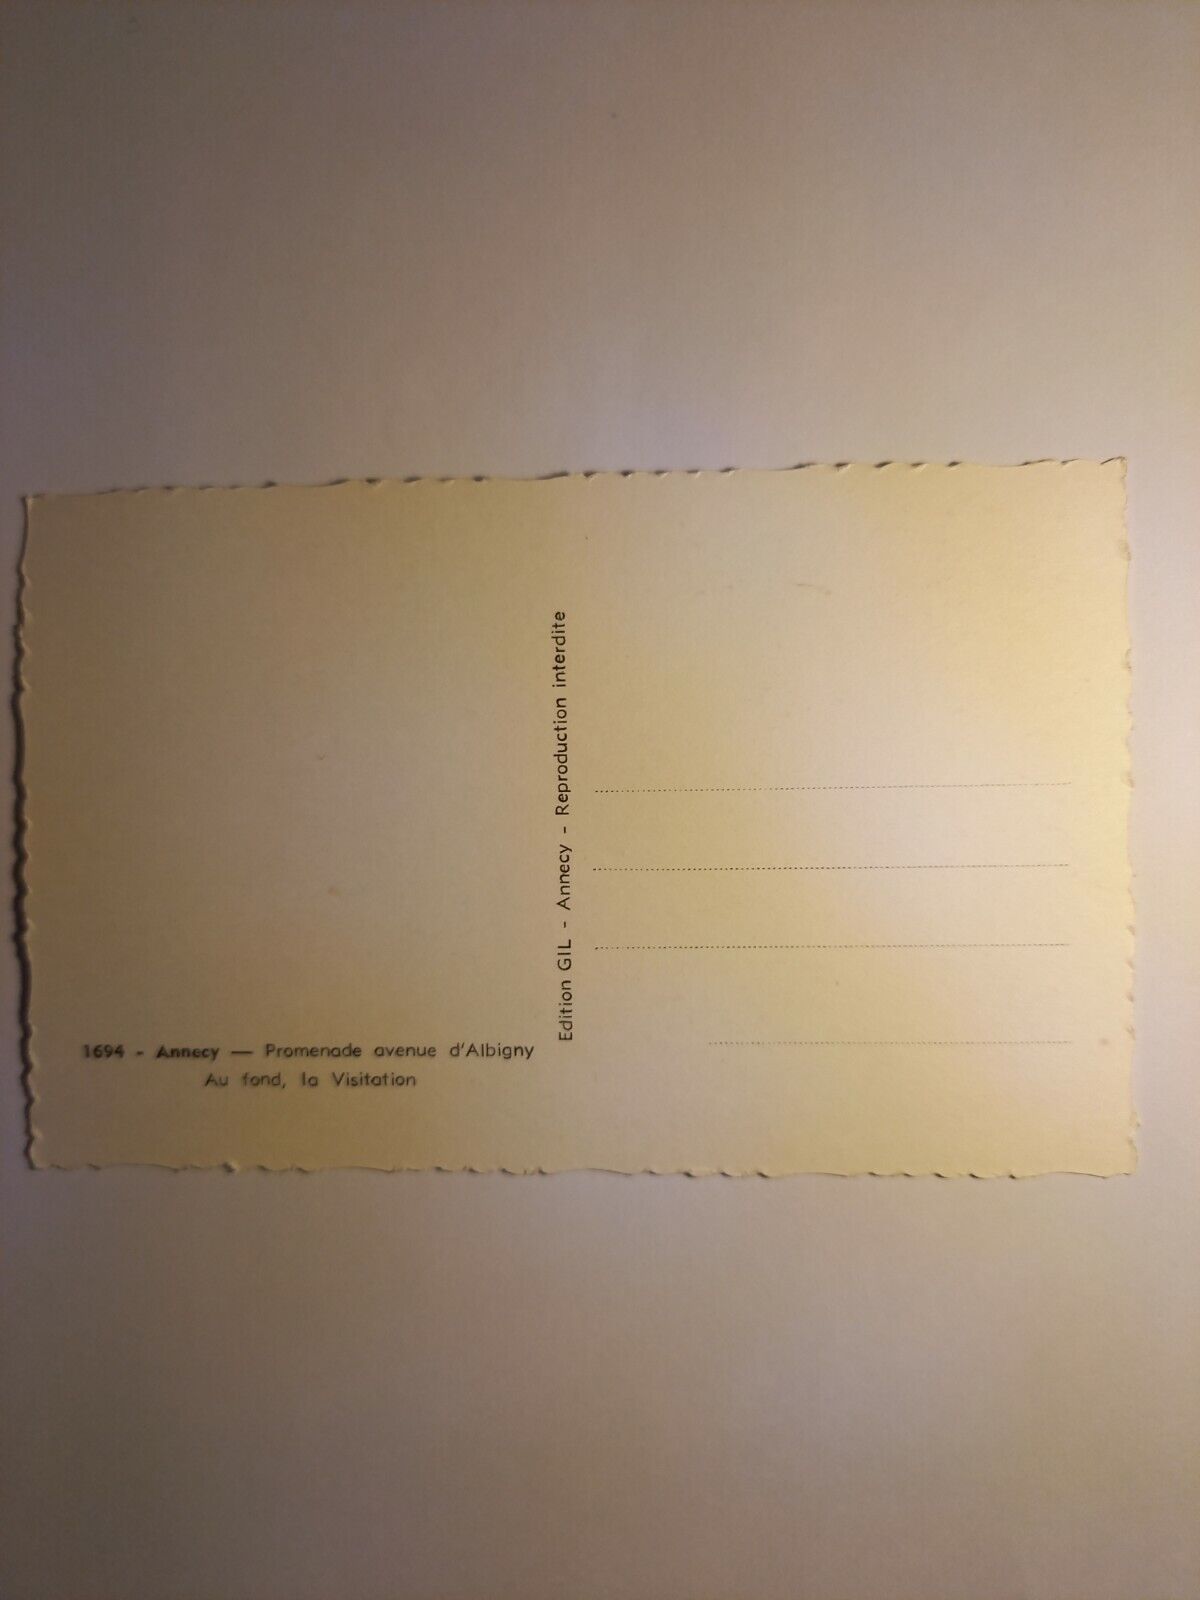 1694 - Annecy — Promenade avenue d'Albigny
Au fond, la Visitation
Edition GIL - Annecy - Reproduction interdite